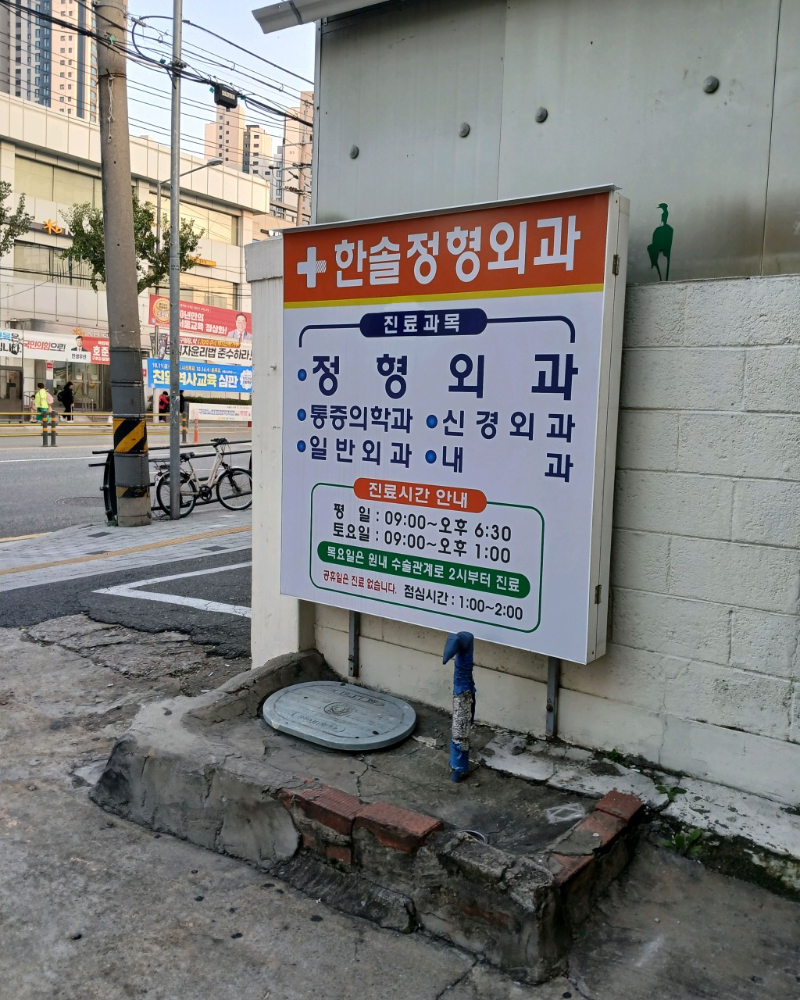 한솔정형외과
진료과목
•정형외과
•통증의학과 •신경외과
•일반외과 •내 과
진료시간 안내
평 일 : 09:00~오후 6:30
토요일 : 09:00~오후 1:00
목요일은 원내 수술관계로 2시부터 진료
공휴일은 진료 없습니다. 점심시간 : 1:00~2:00